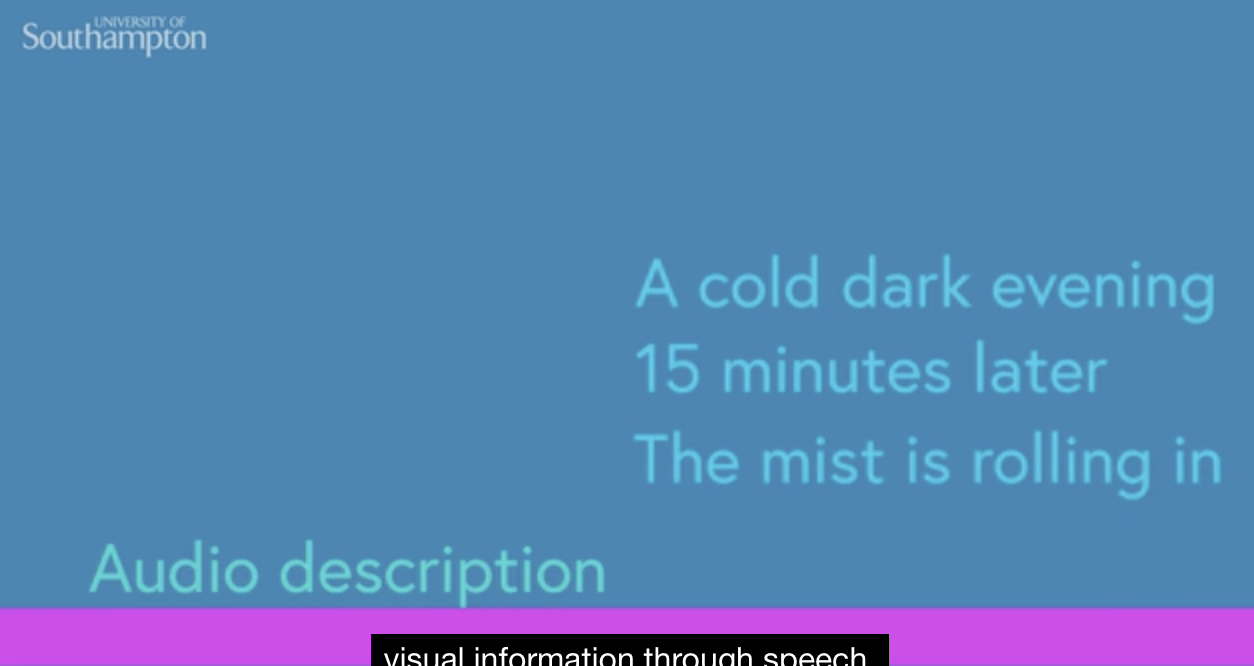 UNIVERSITY OF
Southampton
A cold dark evening
15 minutes later
The mist is rolling in
Audio description
visual information through speech